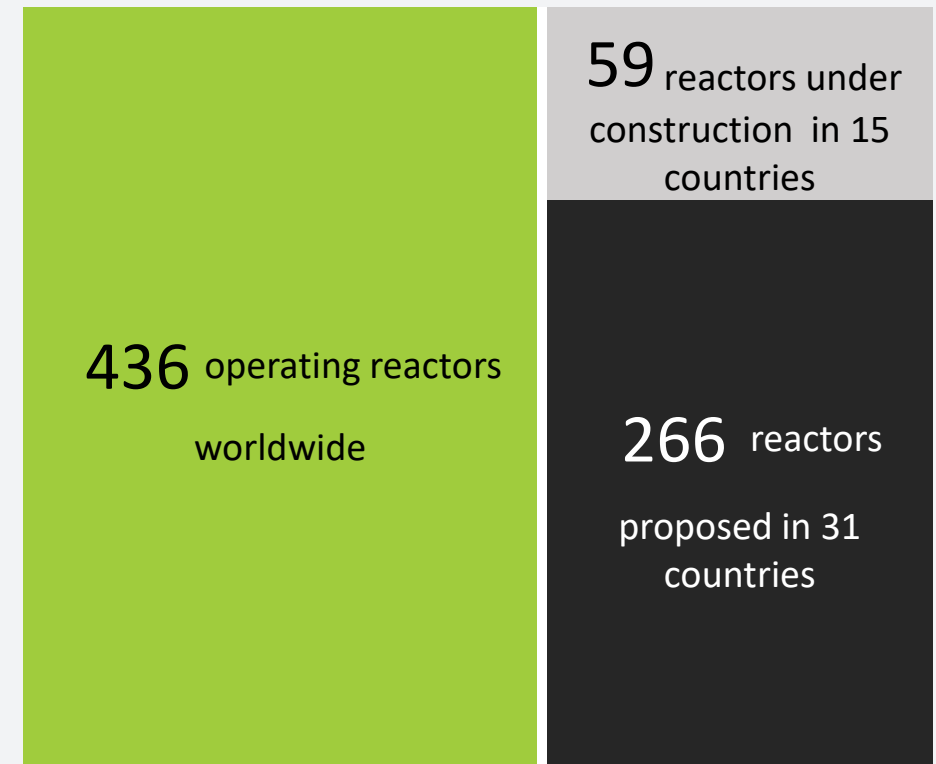 436 operating reactors
worldwide
59 reactors under
construction  in 15
countries
266 reactors
proposed in 31
countries